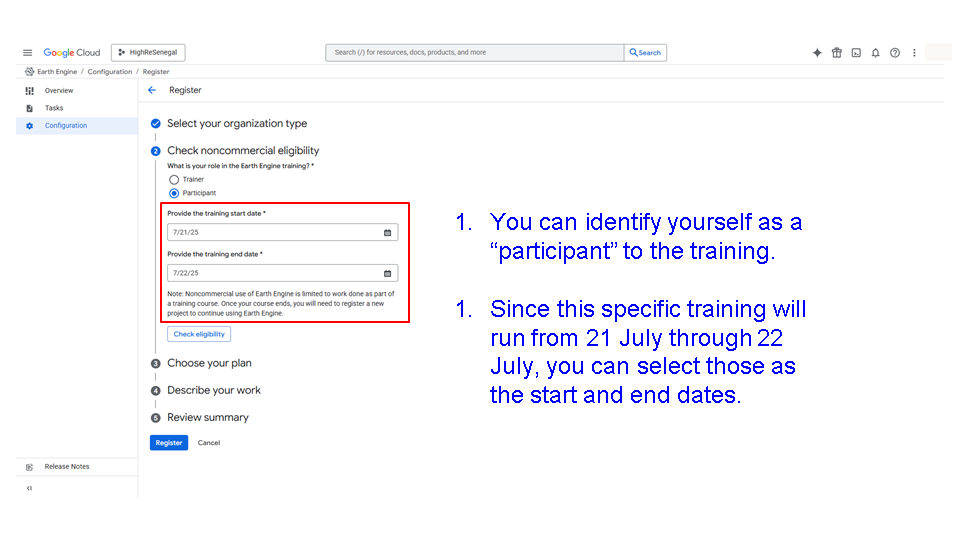 Google Cloud
HighReSenegal
Search (/) for resources, docs, products, and more
Search
Earth Engine / Configuration / Register
Overview
Tasks
Configuration
Release Notes
Register
Select your organization type
2 Check noncommercial eligibility
What is your role in the Earth Engine training? *
Trainer
Participant
Provide the training start date *
7/21/25
Provide the training end date *
7/22/25
Note: Noncommercial use of Earth Engine is limited to work done as part of
a training course. Once your course ends, you will need to register a new
project to continue using Earth Engine.
Check eligibility
3 Choose your plan
4 Describe your work
5 Review summary
Register Cancel
1. You can identify yourself as a
“participant” to the training.
1. Since this specific training will
run from 21 July through 22
July, you can select those as
the start and end dates.